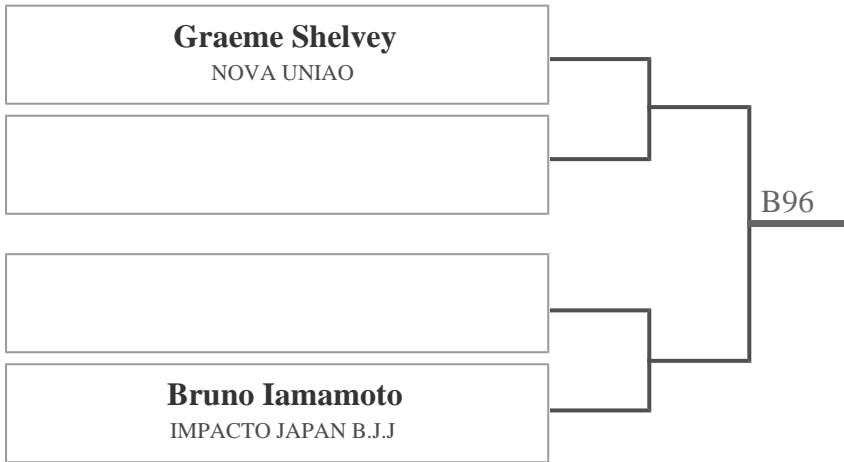 Graeme Shelvey
NOVA UNIAO
B96
Bruno Iamamoto
IMPACTO JAPAN B.J.J